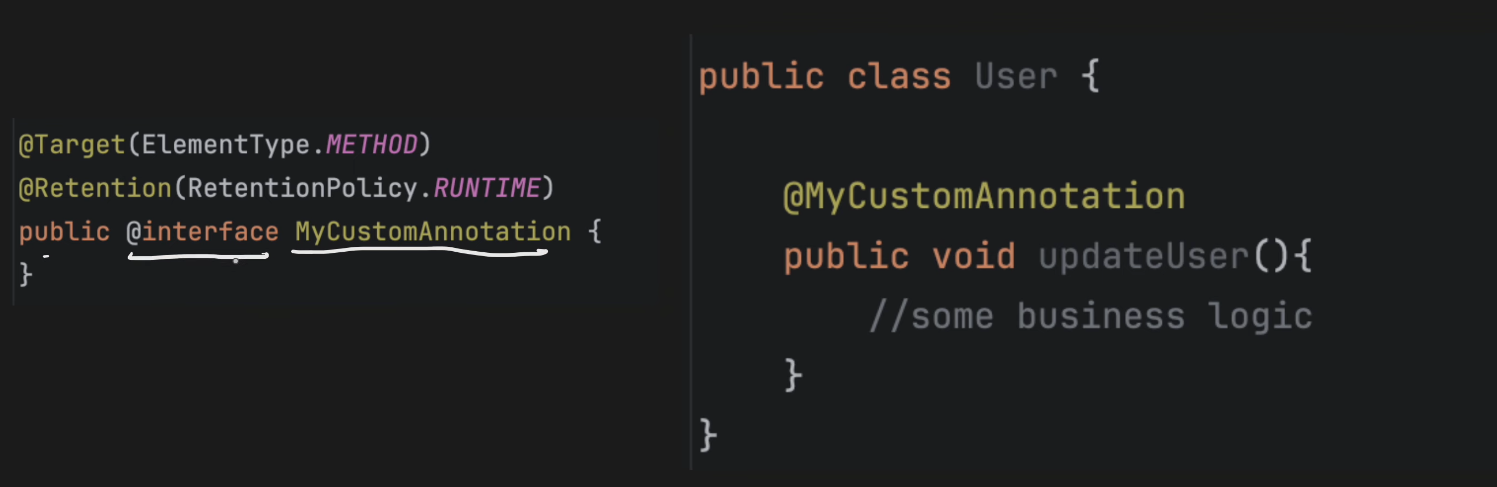 @Target(ElementType.METHOD)
@Retention(RetentionPolicy.RUNTIME)
public @interface MyCustomAnnotation {
}
public class User {
@MyCustomAnnotation
public void updateUser(){
//some business logic
}
}